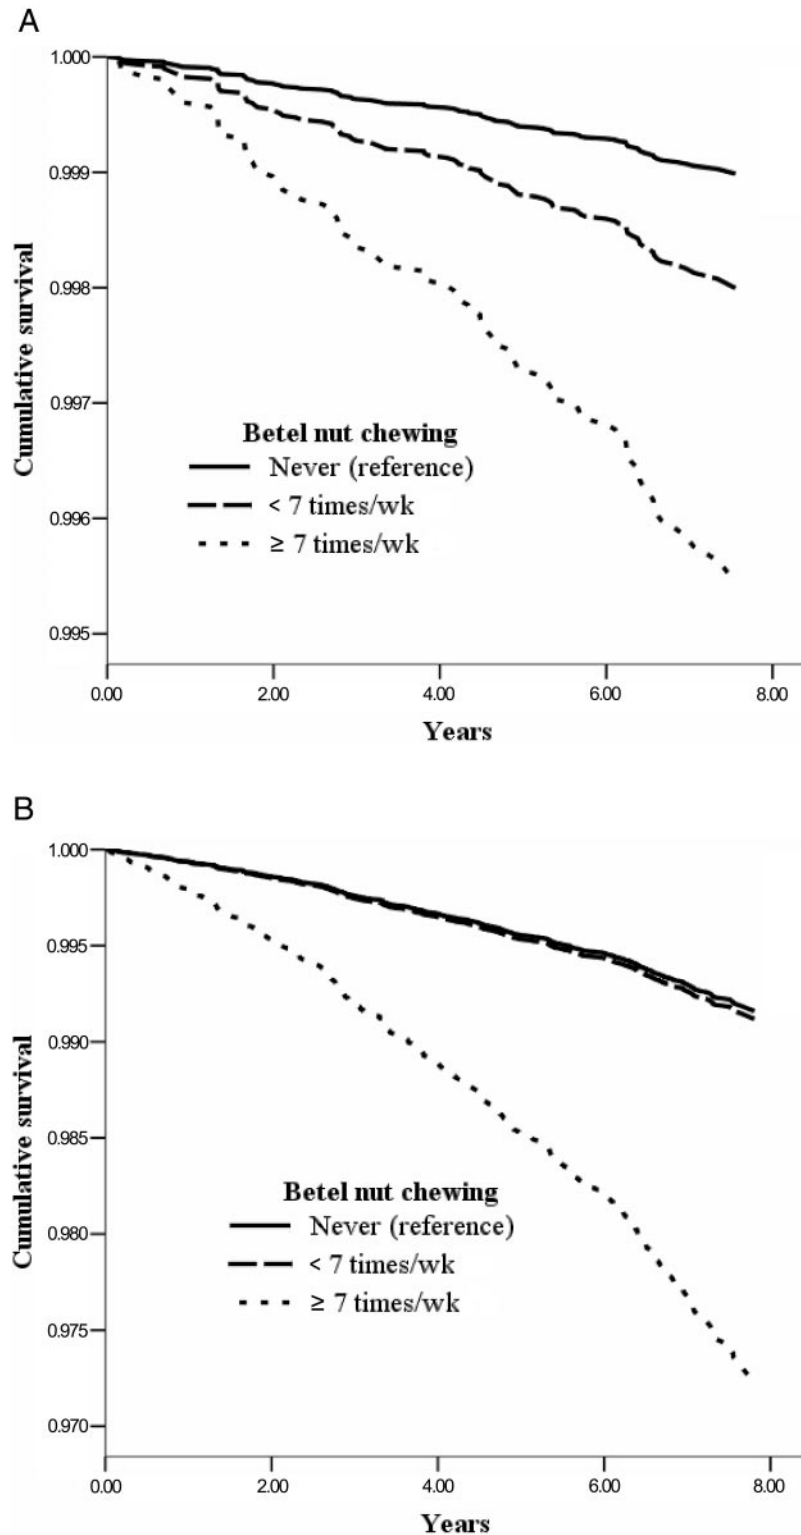 A
1.000
0.999
0.998
0.997
0.996
0.995
Cumulative survival
Betel nut chewing
Never (reference)
< 7 times/wk
≥ 7 times/wk
0.00 2.00 4.00 6.00 8.00
Years
B
1.000
0.995
0.990
0.985
0.980
0.975
0.970
Cumulative survival
Betel nut chewing
Never (reference)
< 7 times/wk
≥ 7 times/wk
0.00 2.00 4.00 6.00 8.00
Years